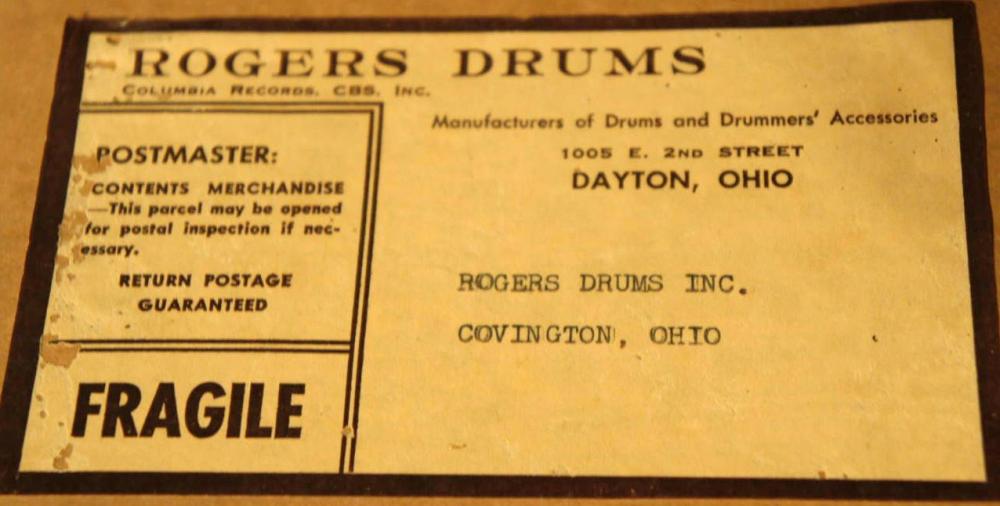 ROGERS DRUMS
COLUMBIA RECORDS, CBS, INC.
Manufacturers of Drums and Drummers' Accessories
1005 E. 2ND STREET
DAYTON, OHIO
POSTMASTER:
CONTENTS MERCHANDISE
—This parcel may be opened
for postal inspection if nec-
essary.
RETURN POSTAGE
GUARANTEED
FRAGILE
ROGERS DRUMS INC.
COVINGTON, OHIO